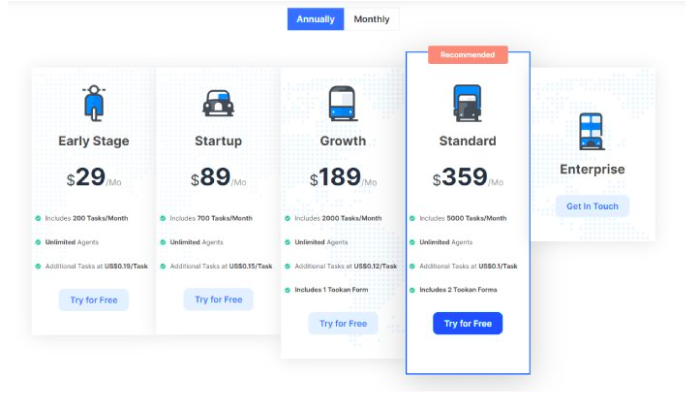 Annually Monthly
Early Stage
$29/Mo
Includes 200 Tasks/Month
Unlimited Agents
Additional Tasks at US$0.19/Task
Try for Free
Startup
$89/Mo
Includes 700 Tasks/Month
Unlimited Agents
Additional Tasks at US$0.15/Task
Try for Free
Growth
$189/Mo
Includes 2000 Tasks/Month
Unlimited Agents
Additional Tasks at US$0.12/Task
Includes 1 Tookan Form
Try for Free
Recommended
Standard
$359/Mo
Includes 5000 Tasks/Month
Unlimited Agents
Additional Tasks at US$0.1/Task
Includes 2 Tookan Forms
Try for Free
Enterprise
Get In Touch